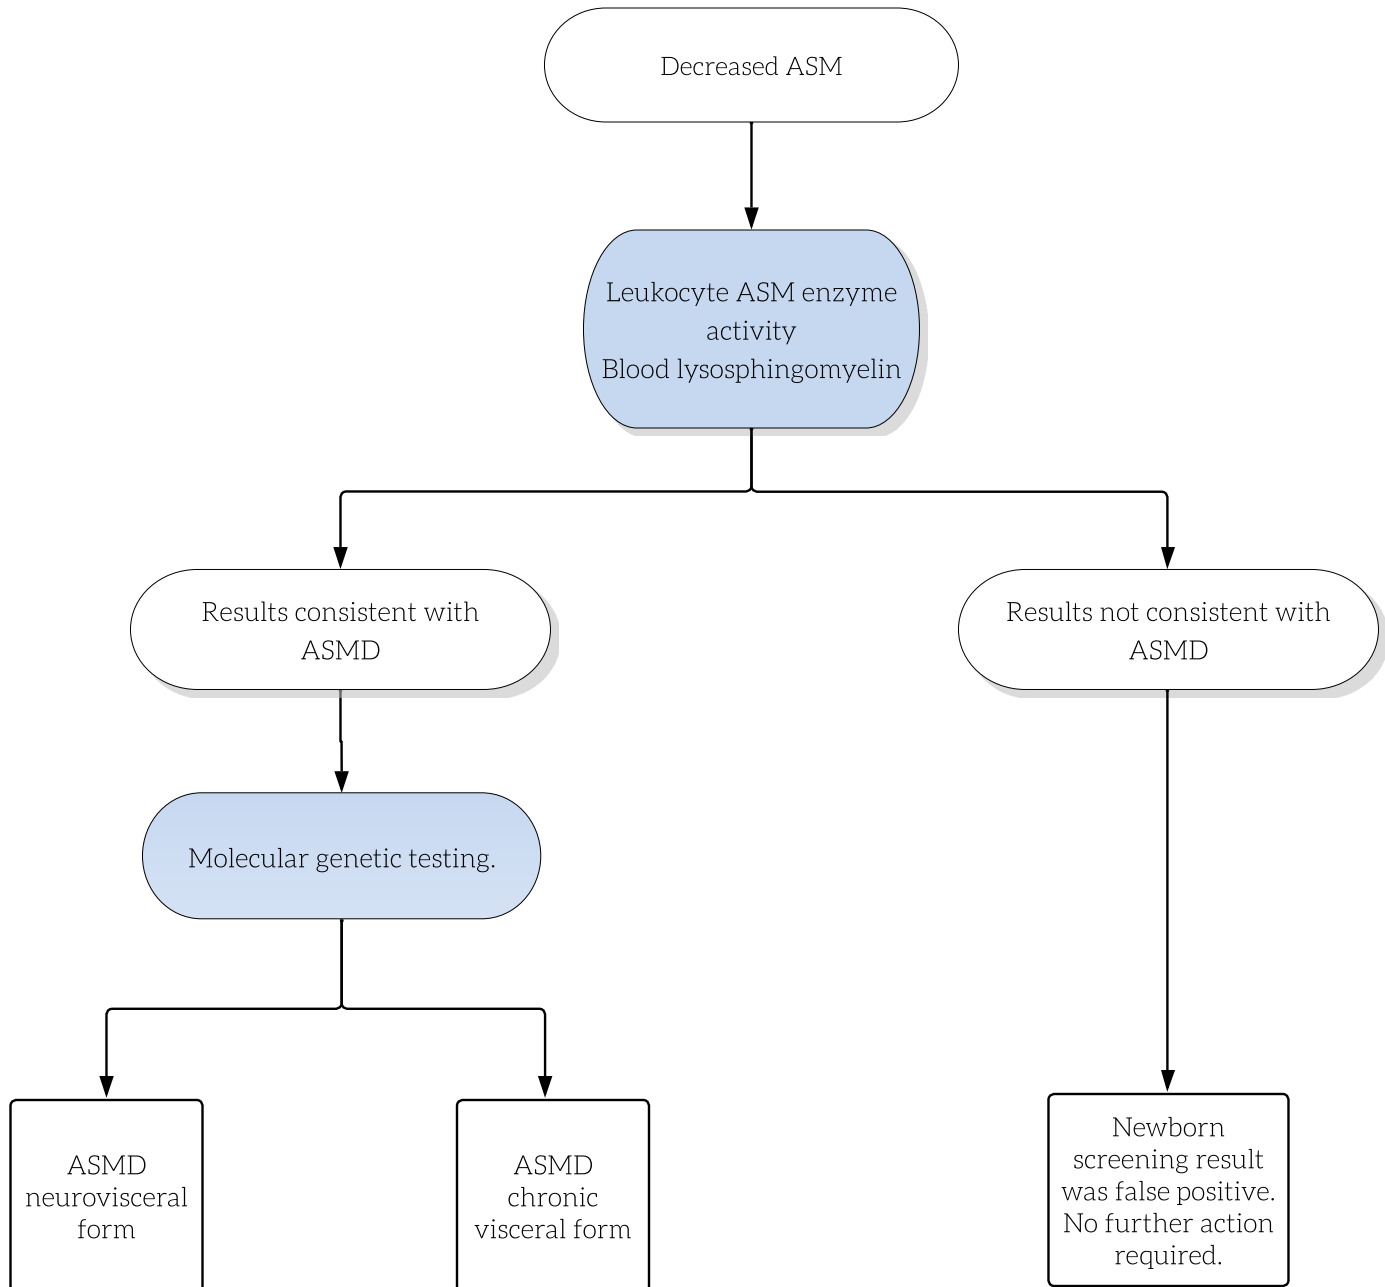 Decreased ASM
Leukocyte ASM enzyme
activity
Blood lysosphingomyelin
Results consistent with
ASMD
Results not consistent with
ASMD
Molecular genetic testing.
ASMD
neurovisceral
form
ASMD
chronic
visceral form
Newborn
screening result
was false positive.
No further action
required.